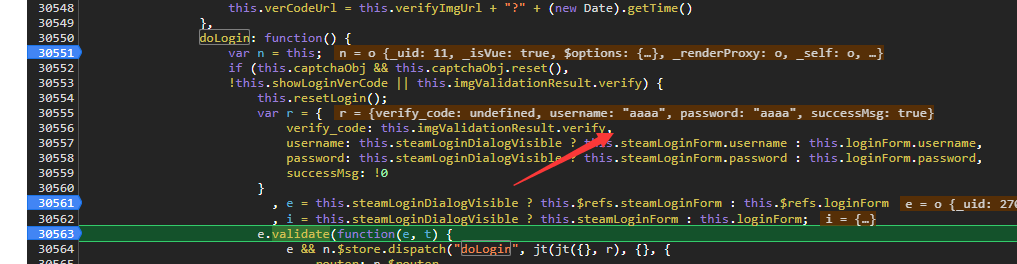 30548 this.verCodeUrl = this.verifyImgUrl + "?" + (new Date).getTime()
30549 },
30550 doLogin: function() {
30551 var n = this; n = o {_uid: 11, _isVue: true, $options: {…}, _renderProxy: o, _self: o, …}
30552 if (this.captchaObj && this.captchaObj.reset(),
30553 !this.showLoginVerCode || this.imgValidationResult.verify) {
30554 this.resetLogin();
30555 var r = { r = {verify_code: undefined, username: "aaaa", password: "aaaa", successMsg: true}
30556 verify_code: this.imgValidationResult.verify,
30557 username: this.steamLoginDialogVisible ? this.steamLoginForm.username : this.loginForm.username,
30558 password: this.steamLoginDialogVisible ? this.steamLoginForm.password : this.loginForm.password,
30559 successMsg: !0
30560 }
30561 , e = this.steamLoginDialogVisible ? this.$refs.steamLoginForm : this.$refs.loginForm e = o {_uid: 270
30562 , i = this.steamLoginDialogVisible ? this.steamLoginForm : this.loginForm; i = {…}
30563 e.validate(function(e, t) {
30564 e && n.$store.dispatch("doLogin", jt(jt({}, r), {}, {